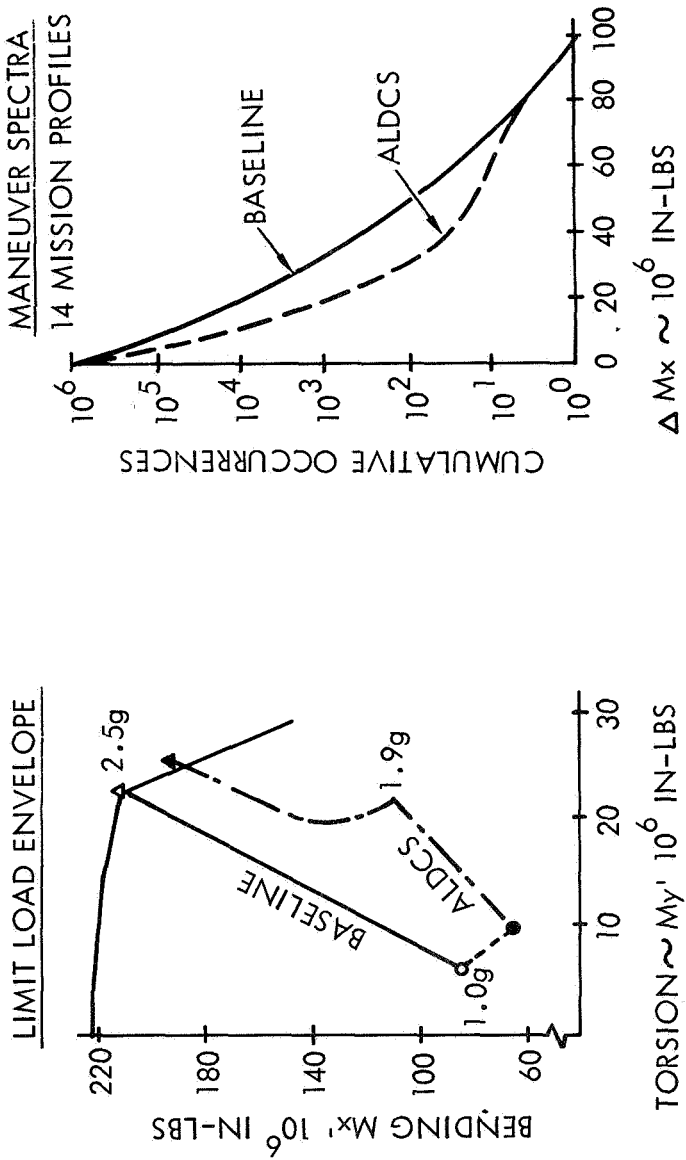 LIMIT LOAD ENVELOPE
220
180
140
100
60
BENDING Mx' 10^6 IN-LBS
2.5g
BASELINE
1.9g
ALDCS
1.0g
10
20
30
TORSION ~ My' 10^6 IN-LBS
MANEUVER SPECTRA
14 MISSION PROFILES
10^6
10^5
10^4
10^3
10^2
10^1
10^0
CUMULATIVE OCCURRENCES
BASELINE
ALDCS
0
20
40
60
80
100
Δ Mx ~ 10^6 IN-LBS